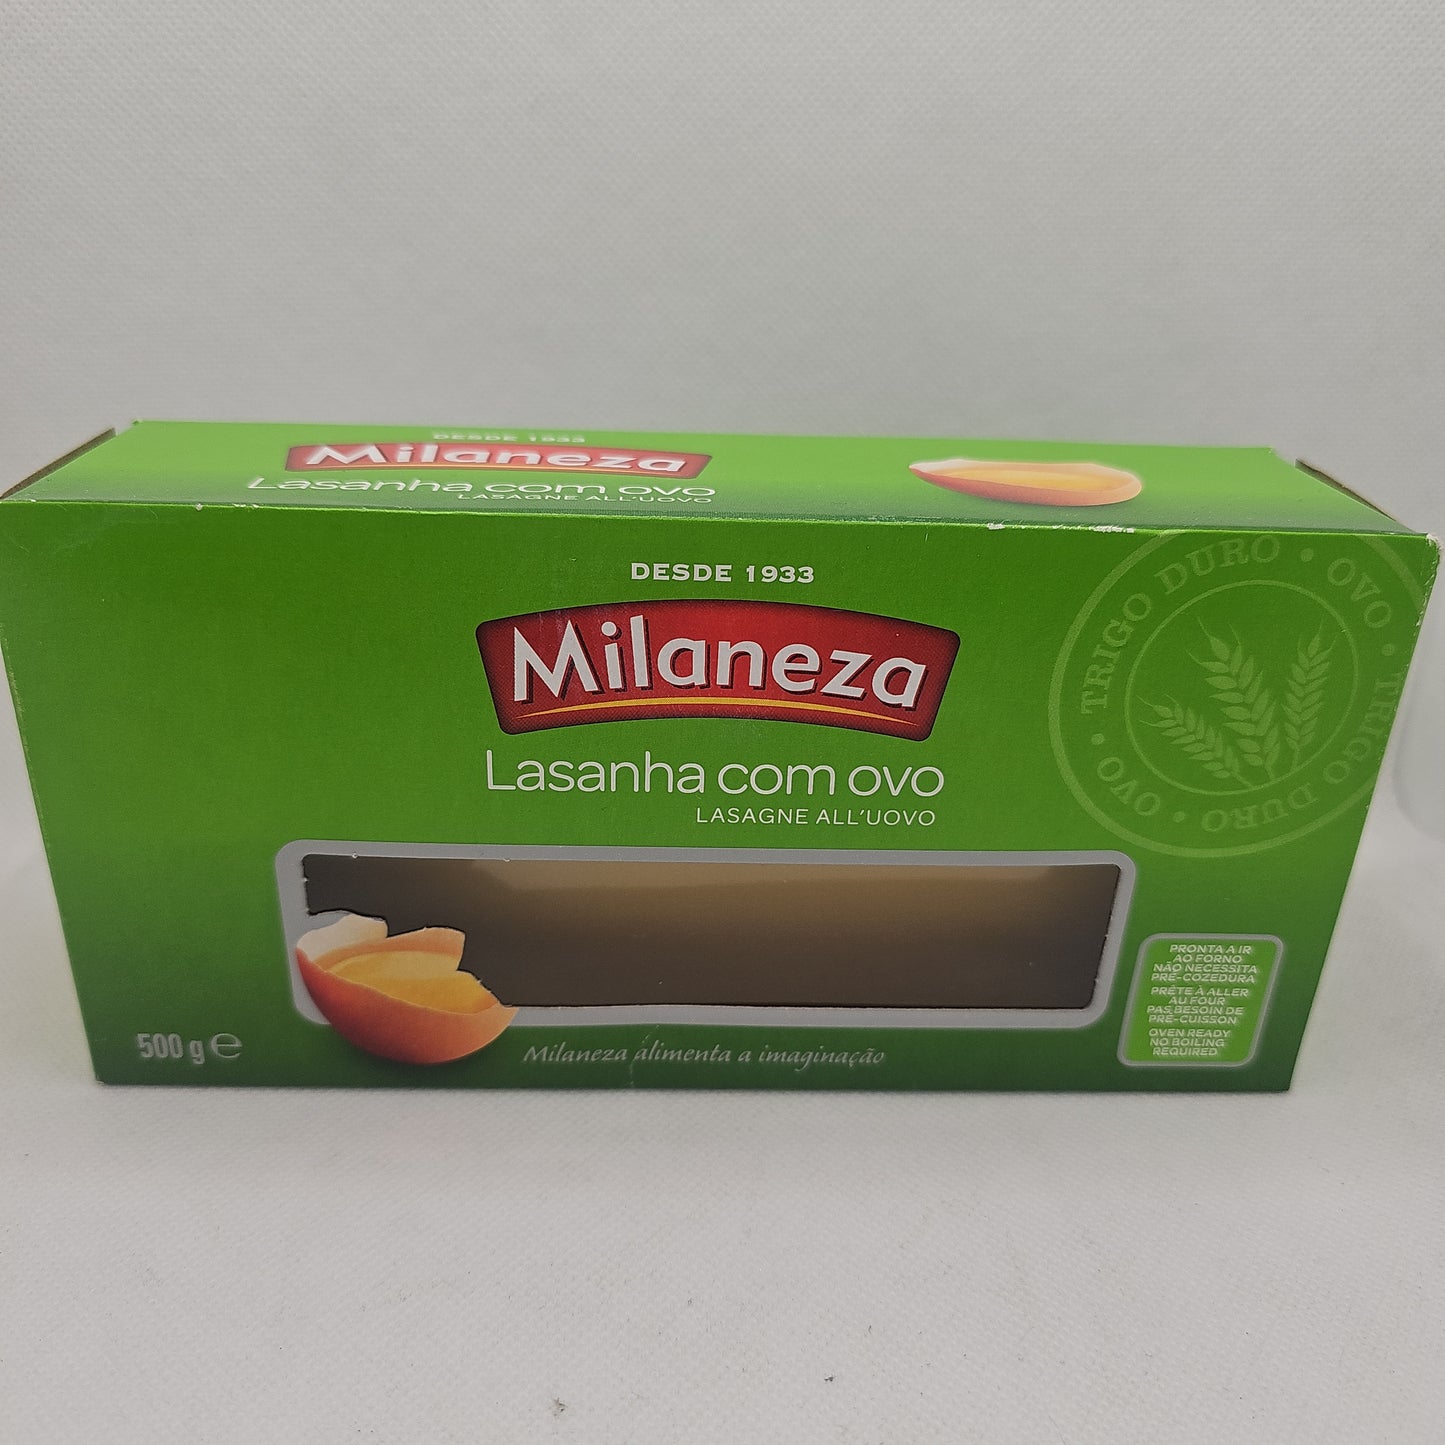 DESDE 1933
Milaneza
Lasanha com ovo
LASAGNE ALL'UOVO
DESDE 1933
Milaneza
Lasanha com ovo
LASAGNE ALL'UOVO
TRIGO DURO • OVO • TRIGO DURO • OVO •
PRONTA A IR
AO FORNO
NÃO NECESSITA
PRÉ-COZEDURA
PRÊTE À ALLER
AU FOUR
PAS BESOIN DE
PRÉ-CUISSON
OVEN READY
NO BOILING
REQUIRED
500 g ℮
Milaneza alimenta a imaginação